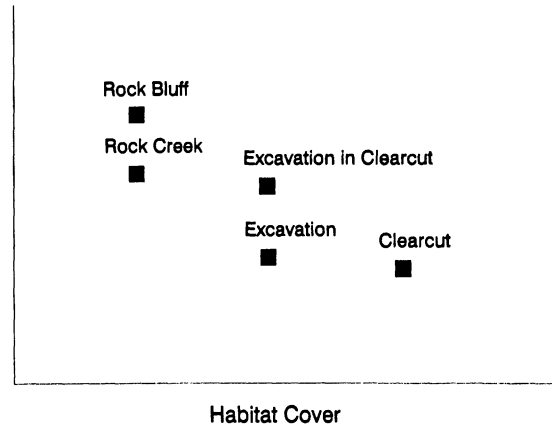 Rock Bluff
Rock Creek
Excavation in Clearcut
Excavation
Clearcut
Habitat Cover